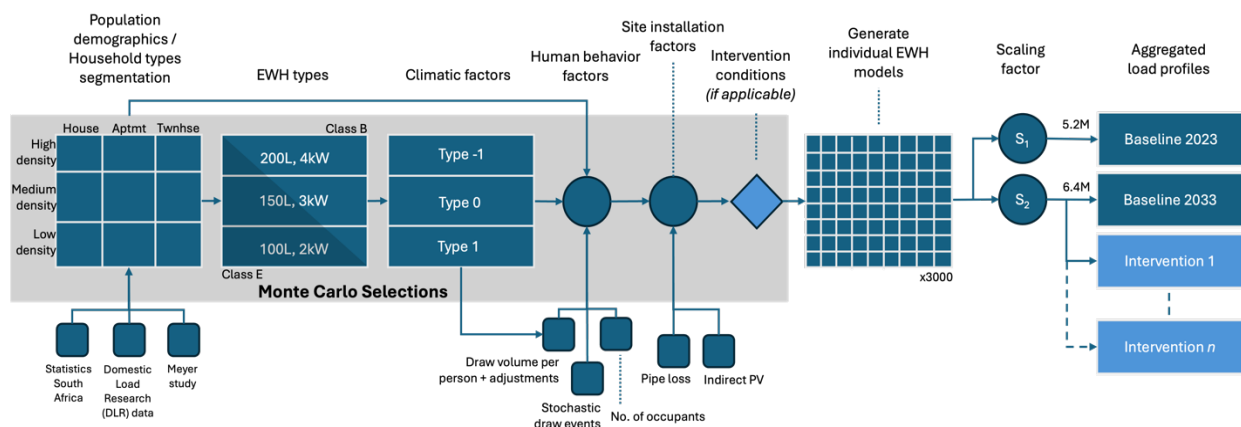 Population
demographics /
Household types
segmentation
EWH types
Climatic factors
Human behavior
factors
Site installation
factors
Intervention
conditions
(if applicable)
Generate
individual EWH
models
Scaling
factor
Aggregated
load profiles
House
Aptmt
Twnhse
High
density
Medium
density
Low
density
Class B
200L, 4kW
150L, 3kW
100L, 2kW
Class E
Type -1
Type 0
Type 1
Monte Carlo Selections
x3000
S1
5.2M
Baseline 2023
S2
6.4M
Baseline 2033
Intervention 1
Intervention n
Statistics
South
Africa
Domestic
Load
Research
(DLR) data
Meyer
study
Draw volume per
person + adjustments
Stochastic
draw events
No. of occupants
Pipe loss
Indirect PV